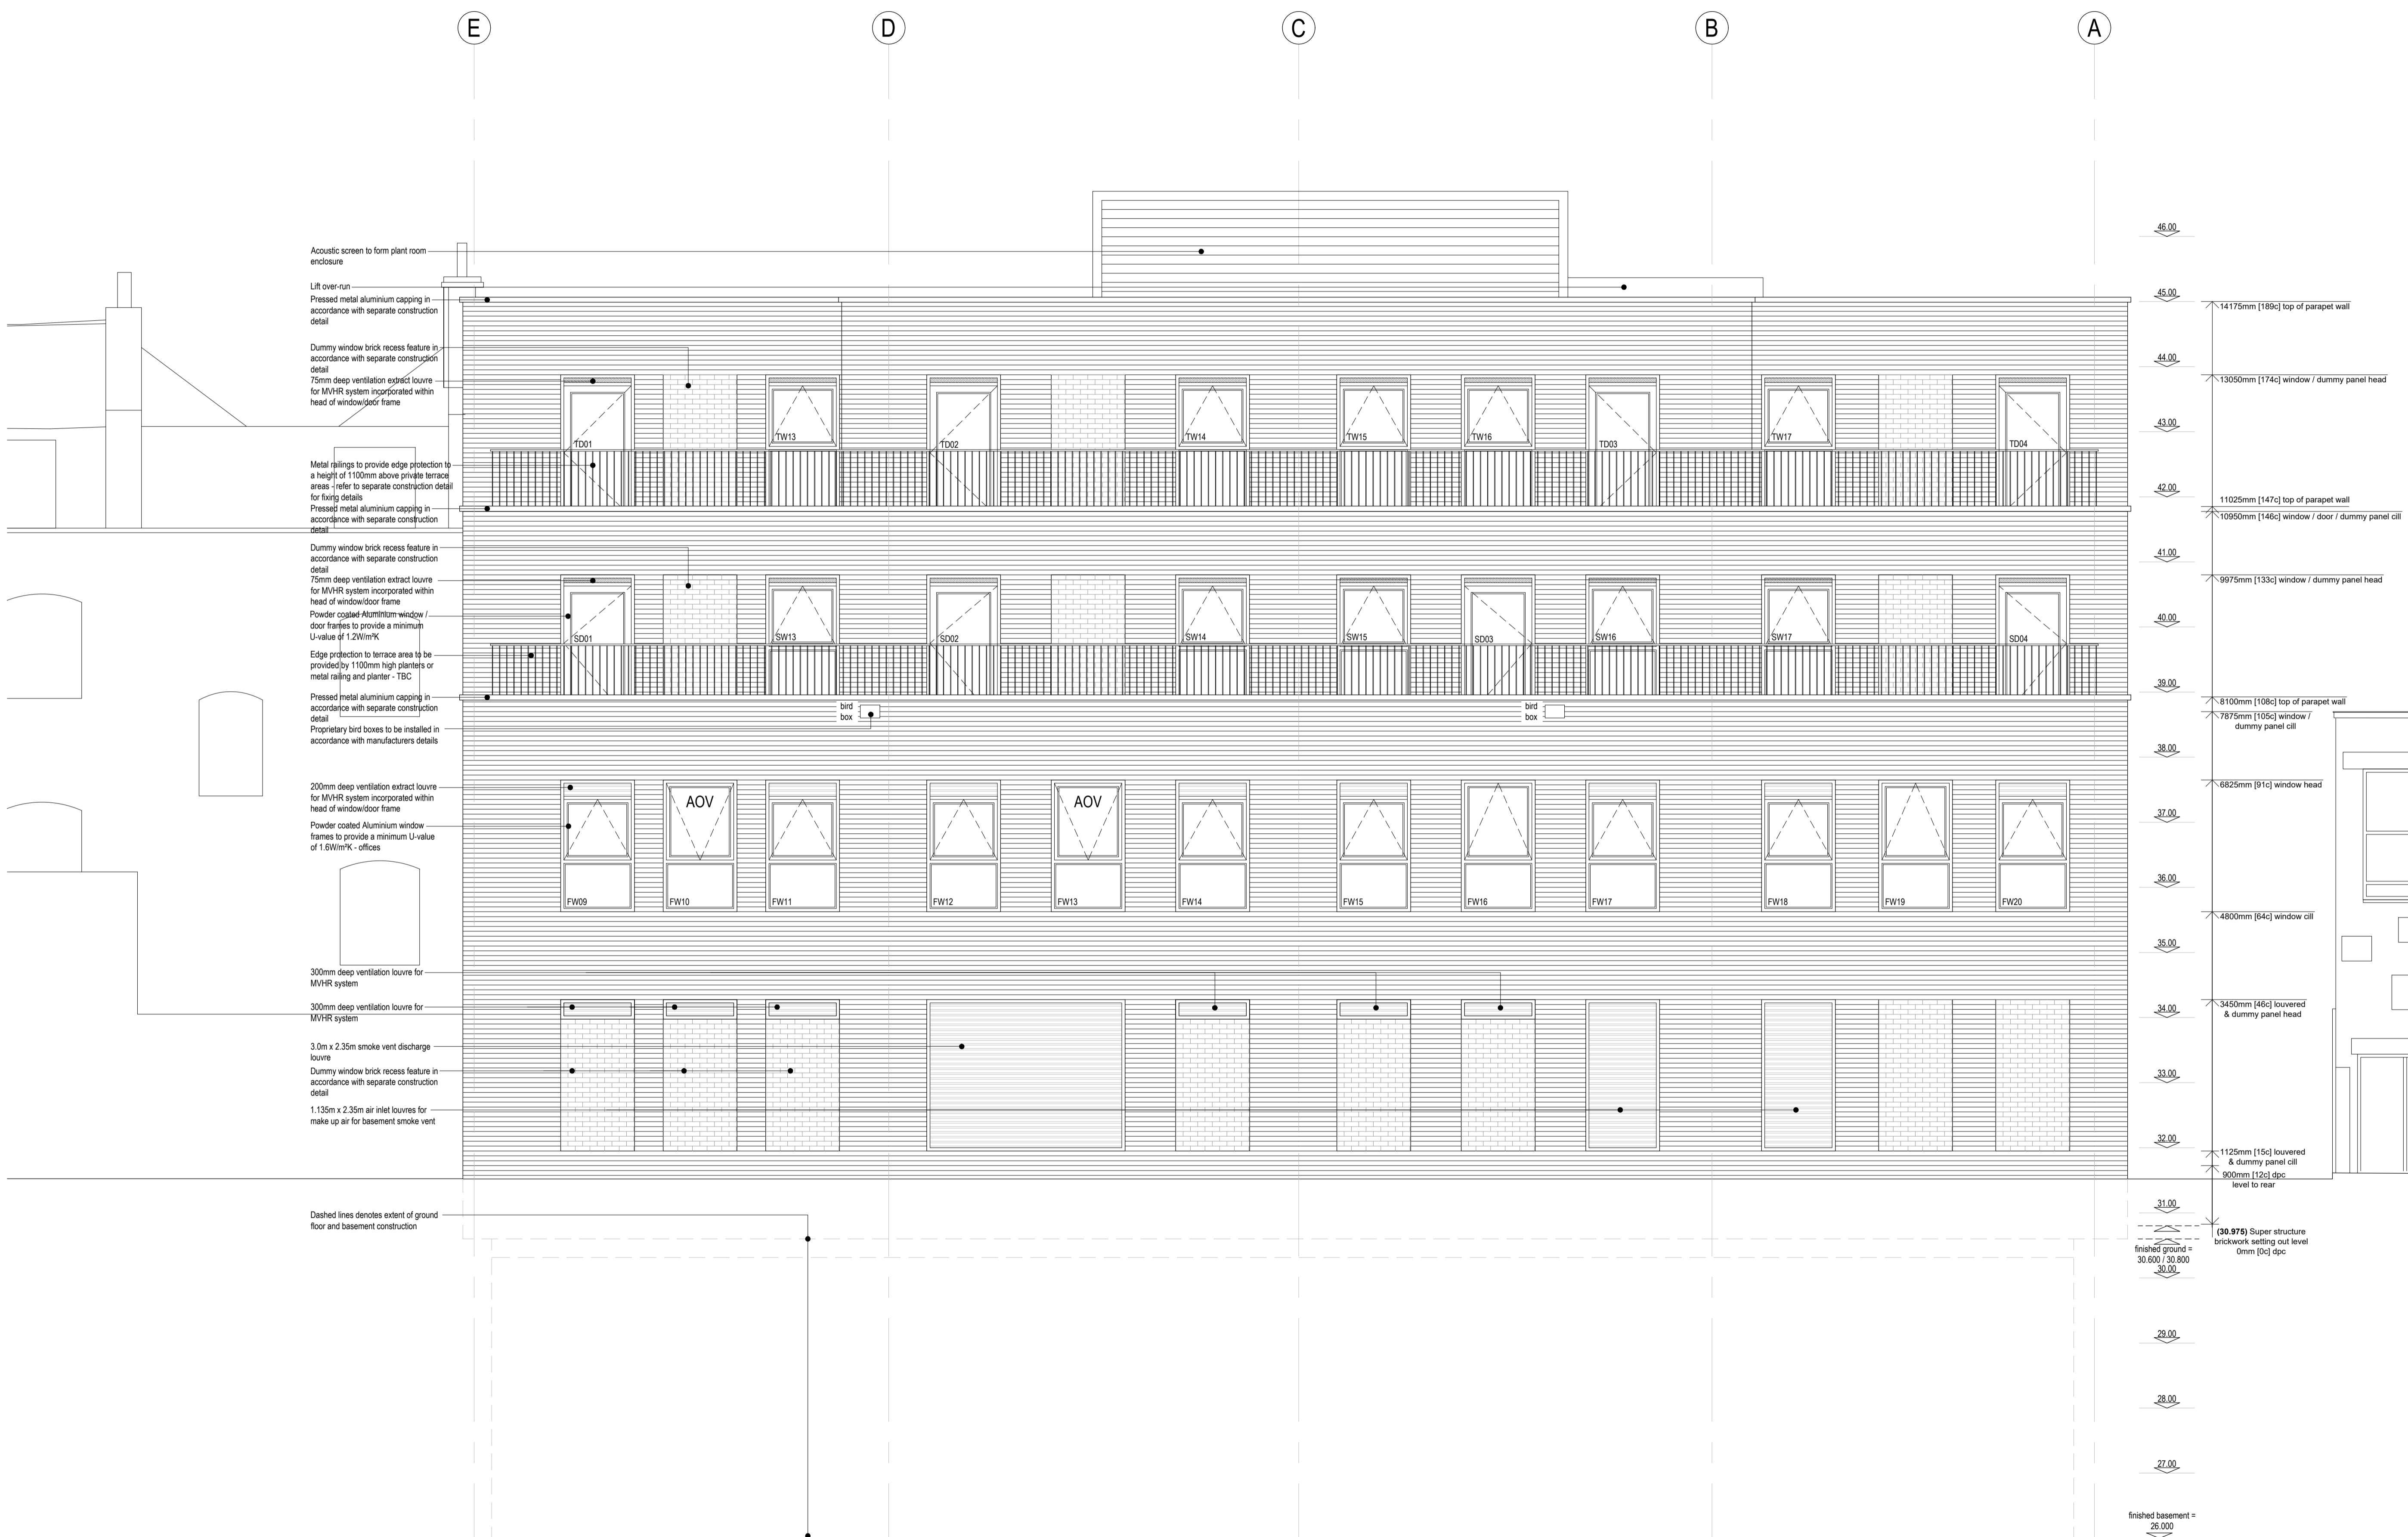 E
D
C
B
A
Acoustic screen to form plant room
enclosure
Lift over-run
Pressed metal aluminium capping in
accordance with separate construction
detail
Dummy window brick recess feature in
accordance with separate construction
detail
75mm deep ventilation extract louvre
for MVHR system incorporated within
head of window/door frame
Metal railings to provide edge protection to
a height of 1100mm above private terrace
areas - refer to separate construction detail
for fixing details
Pressed metal aluminium capping in
accordance with separate construction
detail
Dummy window brick recess feature in
accordance with separate construction
detail
75mm deep ventilation extract louvre
for MVHR system incorporated within
head of window/door frame
Powder coated Aluminium window /
door frames to provide a minimum
U-value of 1.2W/m²K
Edge protection to terrace area to be
provided by 1100mm high planters or
metal railing and planter - TBC
Pressed metal aluminium capping in
accordance with separate construction
detail
Proprietary bird boxes to be installed in
accordance with manufacturers details
200mm deep ventilation extract louvre
for MVHR system incorporated within
head of window/door frame
Powder coated Aluminium window
frames to provide a minimum U-value
of 1.6W/m²K - offices
300mm deep ventilation louvre for
MVHR system
300mm deep ventilation louvre for
MVHR system
3.0m x 2.35m smoke vent discharge
louvre
Dummy window brick recess feature in
accordance with separate construction
detail
1.135m x 2.35m air inlet louvres for
make up air for basement smoke vent
Dashed lines denotes extent of ground
floor and basement construction
TD01
TW13
TD02
TW14
TW15
TW16
TD03
TW17
TD04
SD01
SW13
SD02
SW14
SW15
SD03
SW16
SW17
SD04
bird
box
bird
box
AOV
AOV
FW09
FW10
FW11
FW12
FW13
FW14
FW15
FW16
FW17
FW18
FW19
FW20
46.00
45.00
44.00
43.00
42.00
41.00
40.00
39.00
38.00
37.00
36.00
35.00
34.00
33.00
32.00
31.00
finished ground =
30.600 / 30.800
30.00
29.00
28.00
27.00
finished basement =
26.000
14175mm [189c] top of parapet wall
13050mm [174c] window / dummy panel head
11025mm [147c] top of parapet wall
10950mm [146c] window / door / dummy panel cill
9975mm [133c] window / dummy panel head
8100mm [108c] top of parapet wall
7875mm [105c] window /
dummy panel cill
6825mm [91c] window head
4800mm [64c] window cill
3450mm [46c] louvered
& dummy panel head
1125mm [15c] louvered
& dummy panel cill
900mm [12c] dpc
level to rear
(30.975) Super structure
brickwork setting out level
0mm [0c] dpc